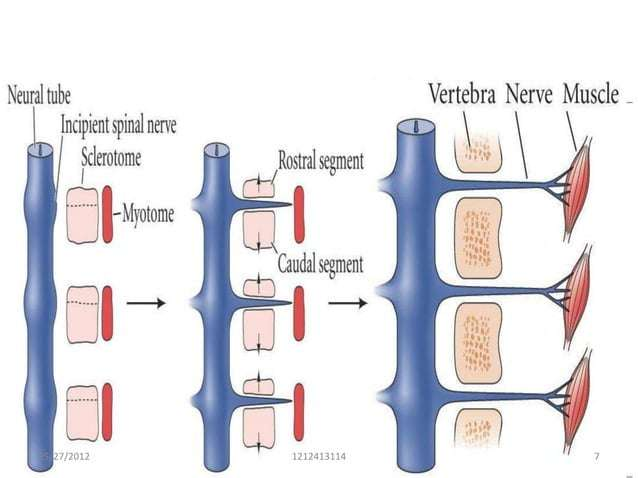 Neural tube
Incipient spinal nerve
Sclerotome
Myotome
Rostral segment
Caudal segment
Vertebra Nerve Muscle
27/2012
1212413114
7